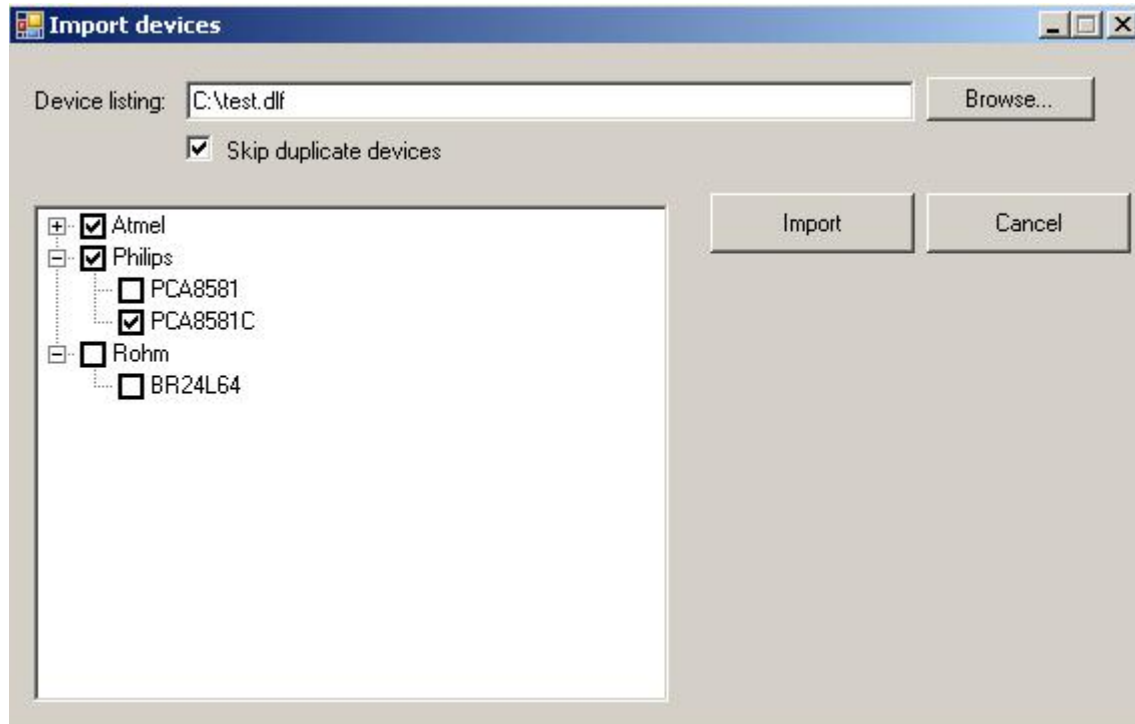 Import devices
Device listing: C:\test.dlf Browse...
Skip duplicate devices
Atmel Import Cancel
Philips
PCA8581
PCA8581C
Rohm
BR24L64